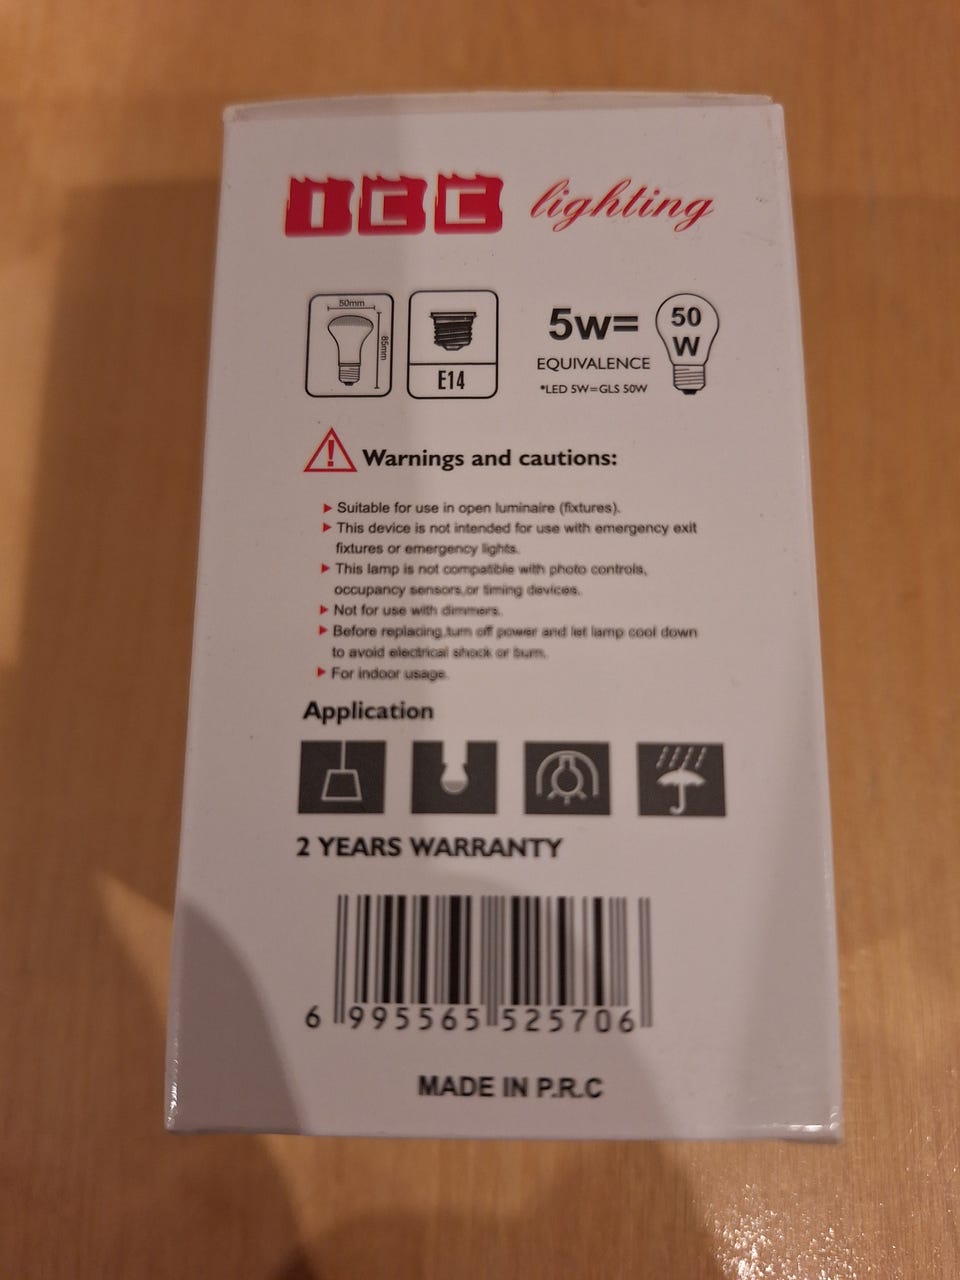 ICC lighting
50mm
85mm
E14
5w=
50
W
EQUIVALENCE
*LED 5W=GLS 50W
Warnings and cautions:
Suitable for use in open luminaire (fixtures).
This device is not intended for use with emergency exit
fixtures or emergency lights.
This lamp is not compatible with photo controls,
occupancy sensors,or timing devices.
Not for use with dimmers.
Before replacing,turn off power and let lamp cool down
to avoid electrical shock or burn.
For indoor usage.
Application
2 YEARS WARRANTY
6 995565 525706
MADE IN P.R.C